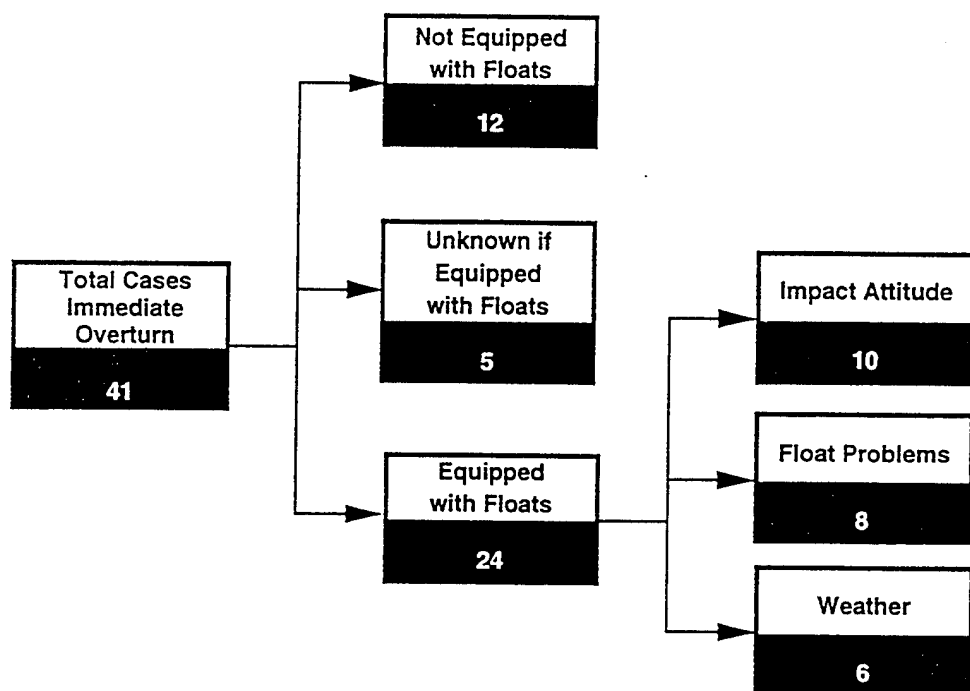 Not Equipped
with Floats
12
Unknown if
Equipped
with Floats
5
Total Cases
Immediate
Overturn
41
Equipped
with Floats
24
Impact Attitude
10
Float Problems
8
Weather
6